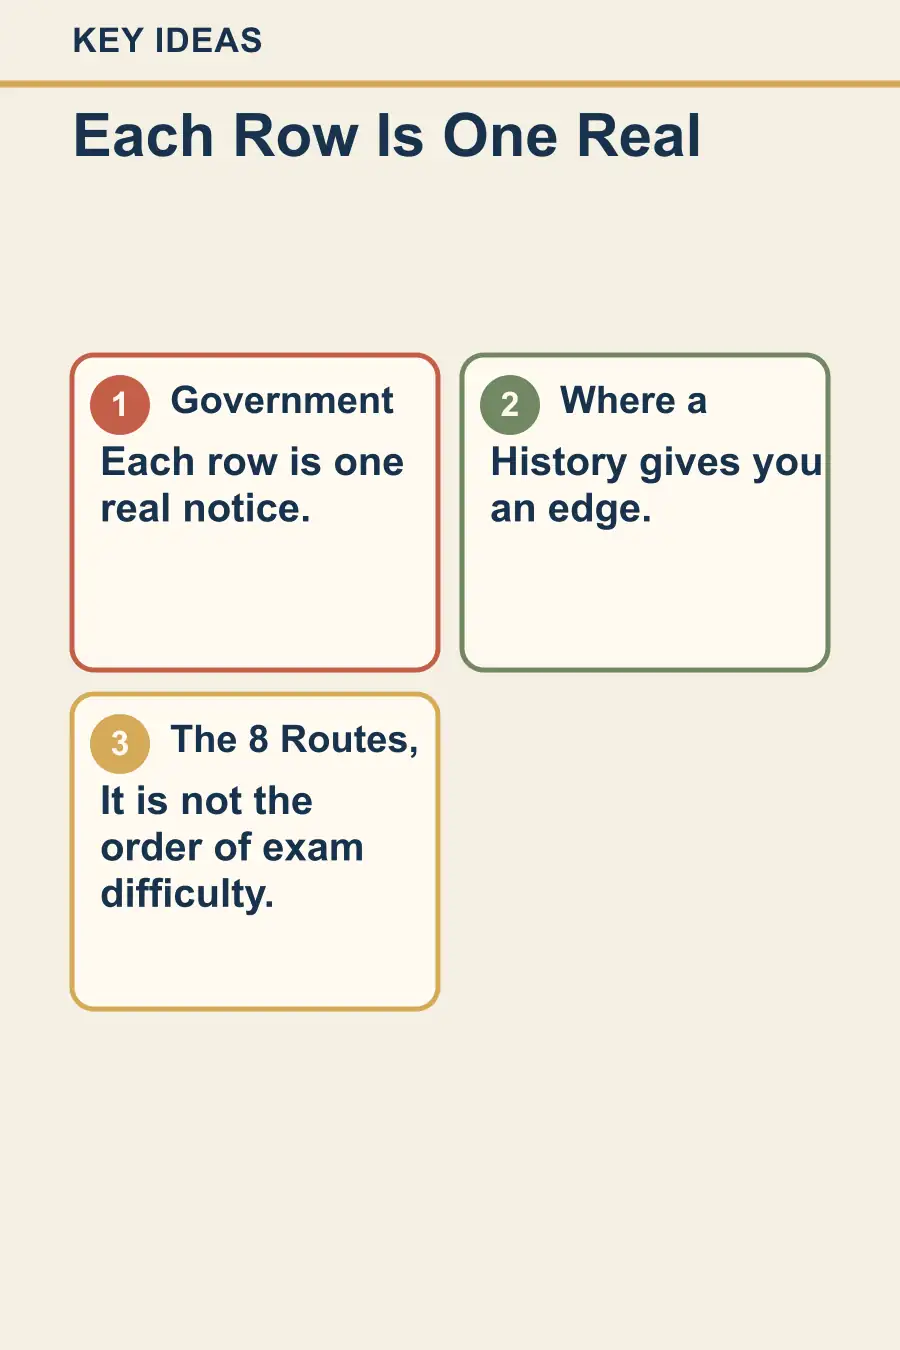 KEY IDEAS
Each Row Is One Real
1 Government
Each row is one
real notice.
2 Where a
History gives you
an edge.
3 The 8 Routes,
It is not the
order of exam
difficulty.